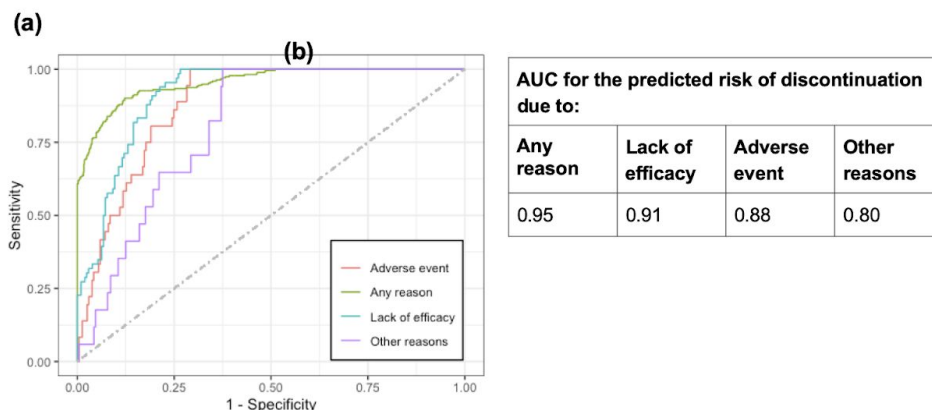 (a)
(b)
1.00
0.75
0.50
0.25
0.00
Sensitivity
0.00 0.25 0.50 0.75 1.00
1 - Specificity
Adverse event
Any reason
Lack of efficacy
Other reasons
AUC for the predicted risk of discontinuation
due to:
Any reason Lack of efficacy Adverse event Other reasons
0.95 0.91 0.88 0.80